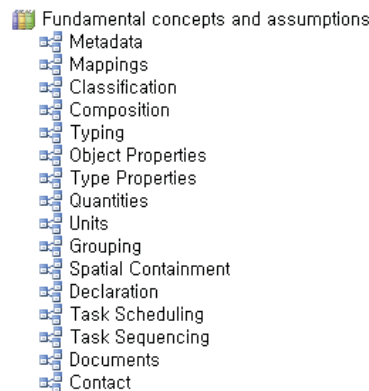 Fundamental concepts and assumptions
Metadata
Mappings
Classification
Composition
Typing
Object Properties
Type Properties
Quantities
Units
Grouping
Spatial Containment
Declaration
Task Scheduling
Task Sequencing
Documents
Contact